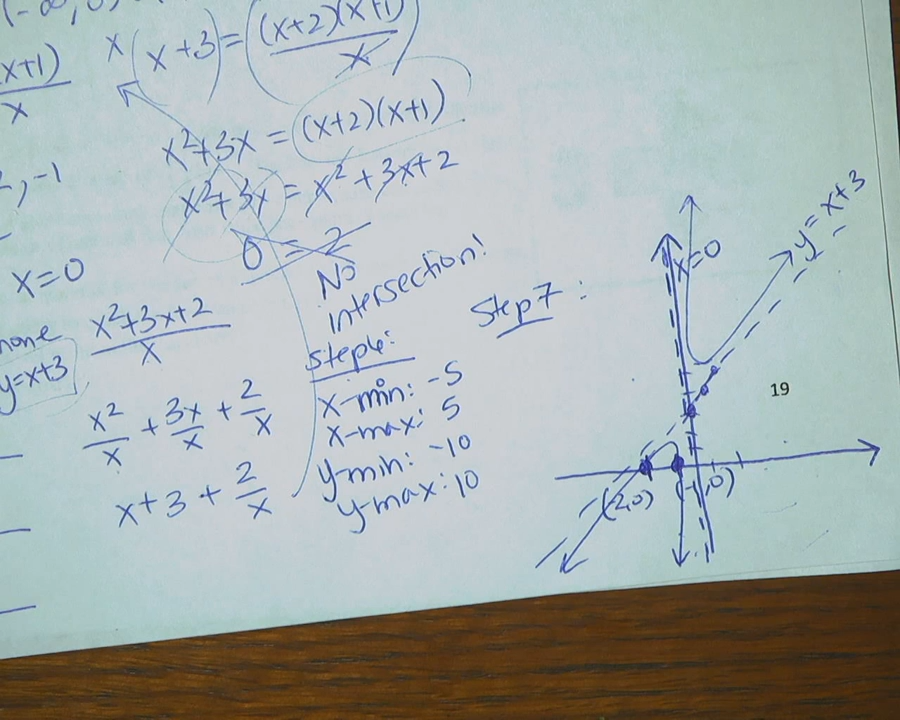 (-∞, 0)
x (x+3) = ((x+2)(x+1)/x)
(x+1)/x
x²+3x = (x+2)(x+1)
, -1
x²+3x = x²+3x+2
0 = 2
x=0
No
intersection!
none
x²+3x+2/x
y=x+3
x²/x + 3x/x + 2/x
x+3+2/x
Step6:
x-min: -5
x-max: 5
y-min: -10
y-max: 10
Step 7:
x=0
y=x+3
(-2,0) (-1,0)
19